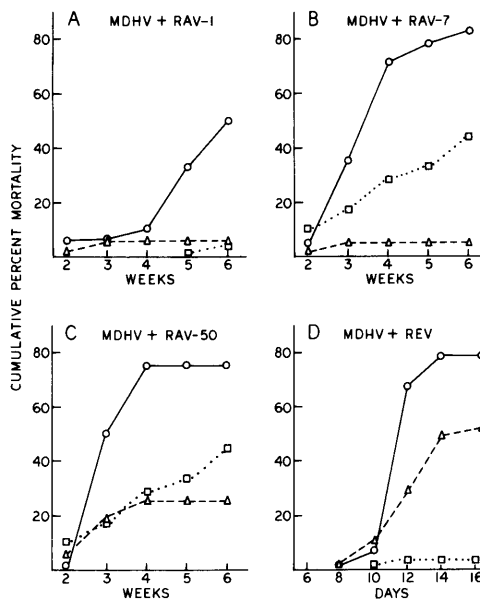 A MDHV + RAV-1
80
60
40
20
2 3 4 5 6
WEEKS
B MDHV + RAV-7
80
60
40
20
2 3 4 5 6
WEEKS
CUMULATIVE PERCENT MORTALITY
C MDHV + RAV-50
80
60
40
20
2 3 4 5 6
WEEKS
D MDHV + REV
80
60
40
20
6 8 10 12 14 16
DAYS